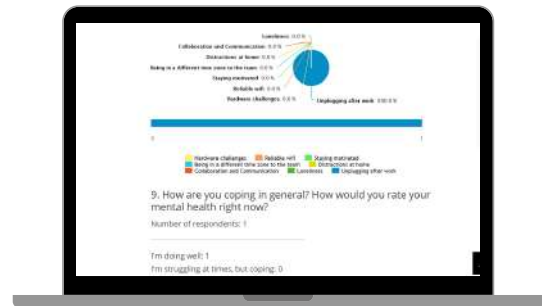 Loneliness: 0.0 %
Collaboration and Communication: 0.0 %
Distractions at home: 0.0 %
Being in a different time zone to the team: 0.0 %
Staying motivated: 0.0 %
Reliable wifi: 0.0 %
Hardware challenges: 0.0 %
Unplugging after work: 100.0 %
0
1
Hardware challenges Reliable wifi Staying motivated
Being in a different time zone to the team Distractions at home
Collaboration and Communication Loneliness Unplugging after work
9. How are you coping in general? How would you rate your
mental health right now?
Number of respondents: 1
I'm doing well: 1
I'm struggling at times, but coping: 0